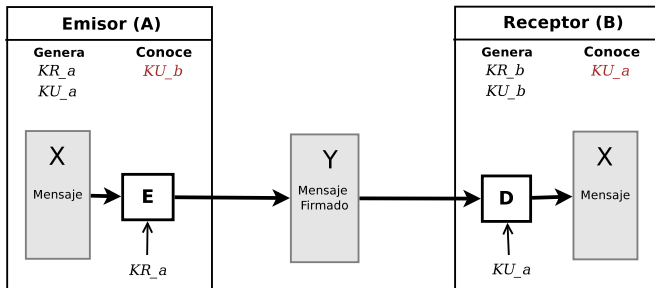 Emisor (A)
Genera
Conoce
KR_a
KU_b
KU_a
X
Mensaje
E
KR_a
Y
Mensaje
Firmado
Receptor (B)
Genera
Conoce
KR_b
KU_a
KU_b
D
KU_a
X
Mensaje